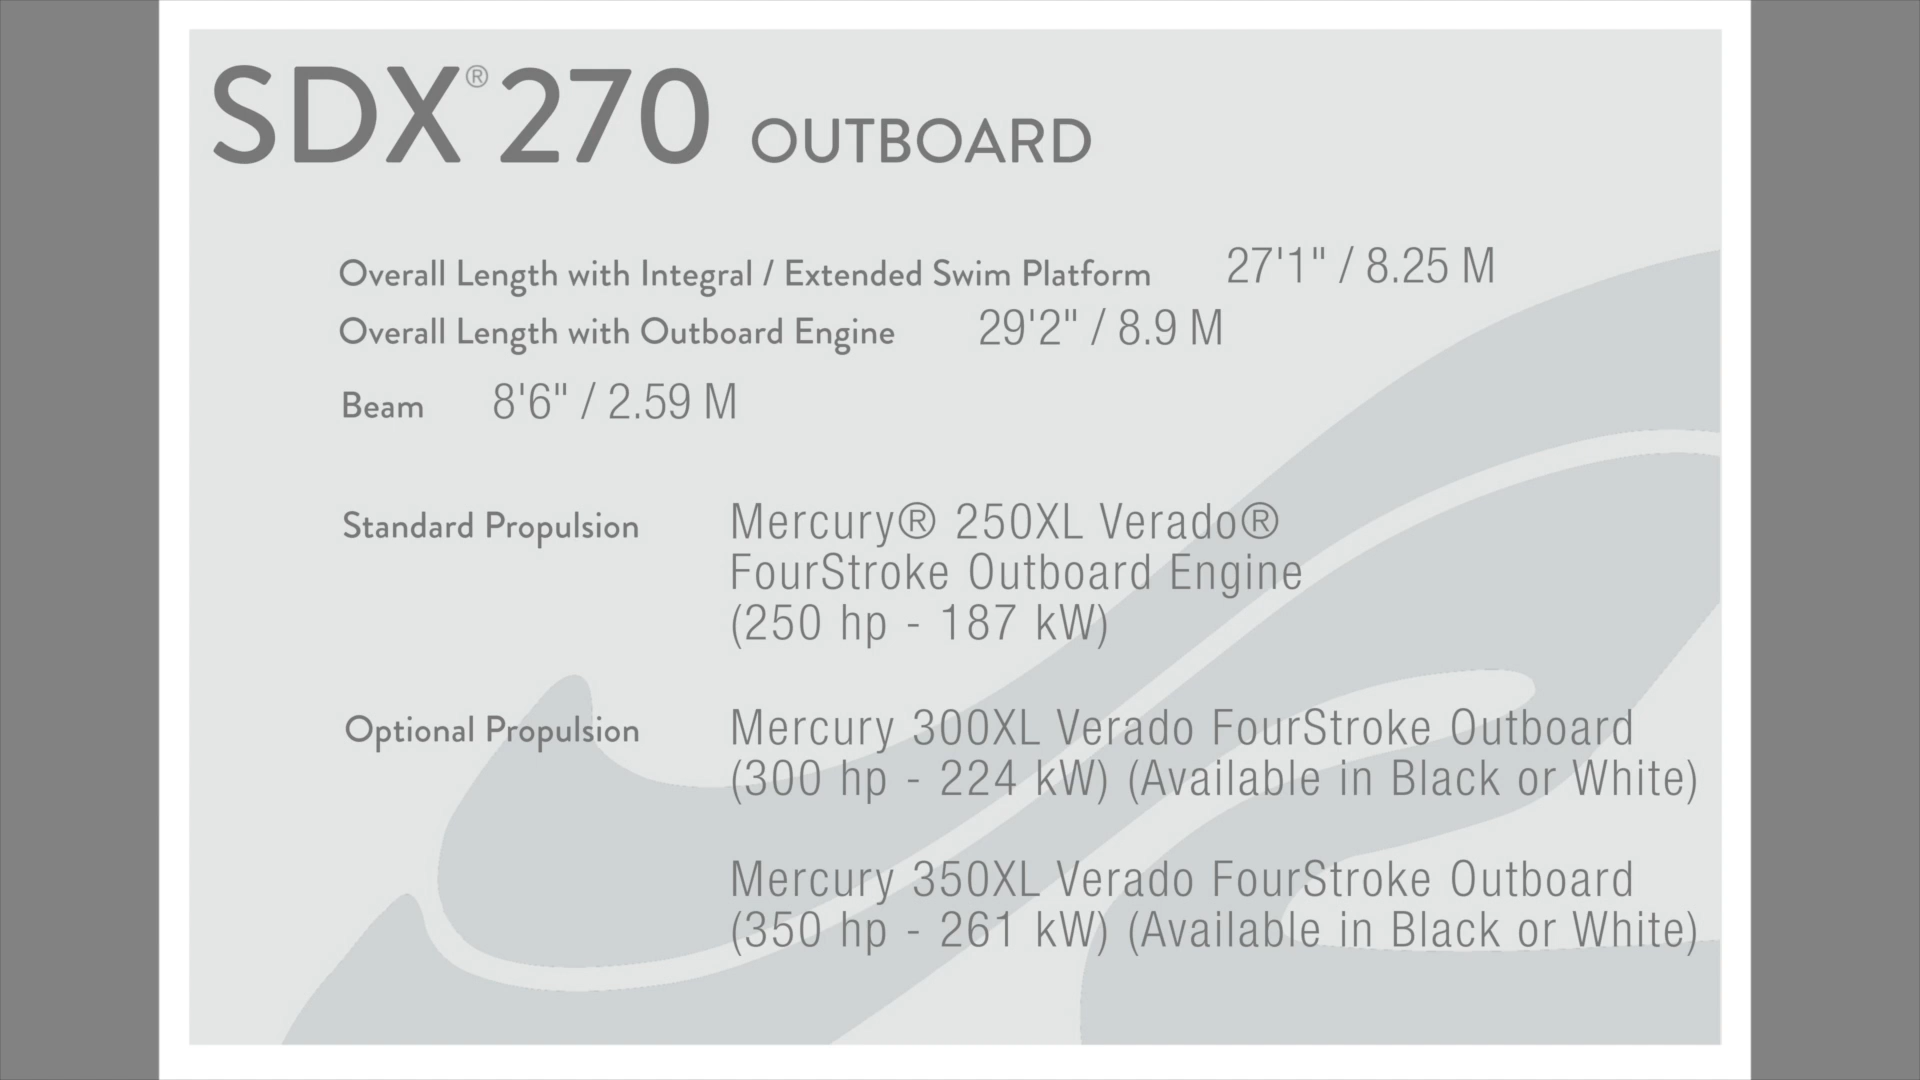 SDX® 270 OUTBOARD
Overall Length with Integral / Extended Swim Platform 27'1" / 8.25 M
Overall Length with Outboard Engine 29'2" / 8.9 M
Beam 8'6" / 2.59 M
Standard Propulsion Mercury® 250XL Verado®
FourStroke Outboard Engine
(250 hp - 187 kW)
Optional Propulsion Mercury 300XL Verado FourStroke Outboard
(300 hp - 224 kW) (Available in Black or White)
Mercury 350XL Verado FourStroke Outboard
(350 hp - 261 kW) (Available in Black or White)